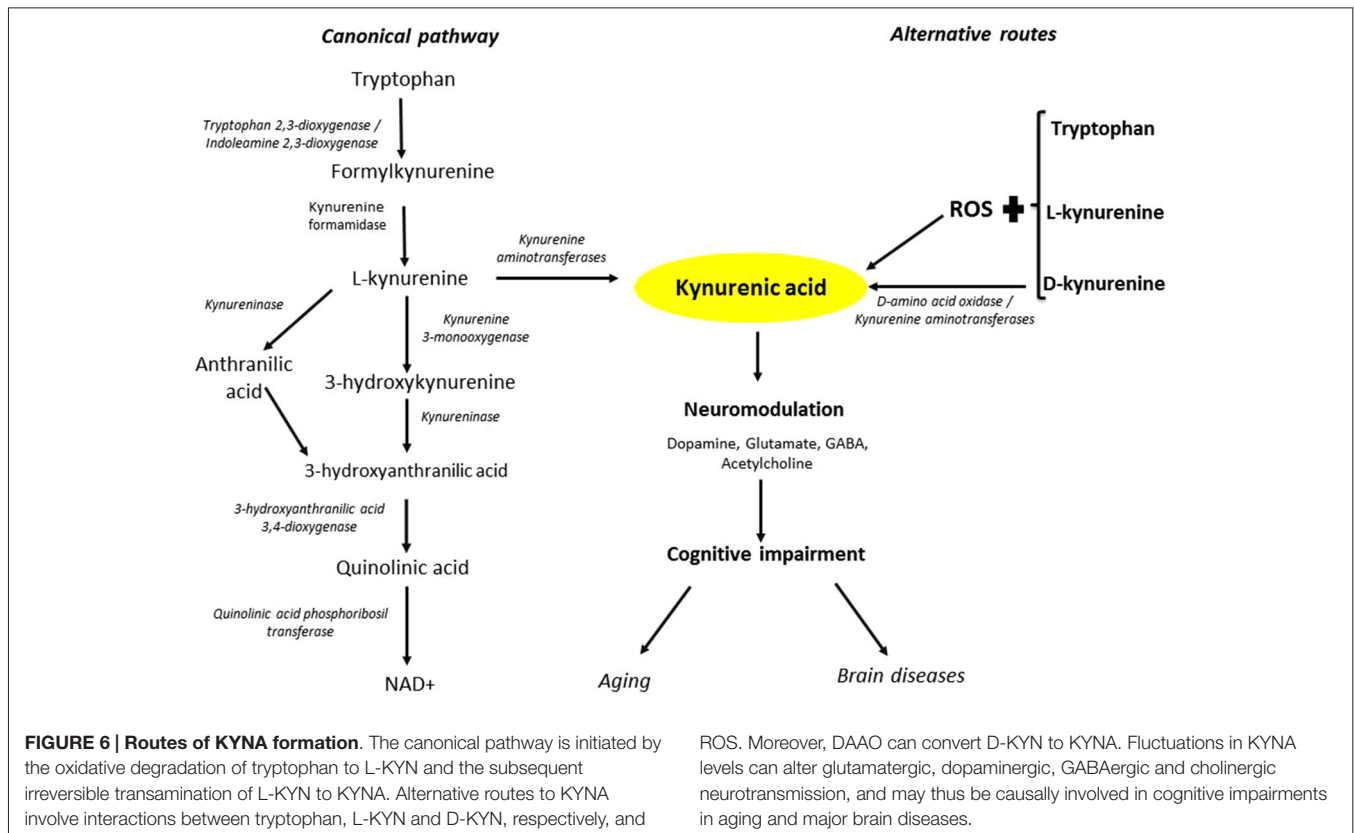 Canonical pathway
Tryptophan
Tryptophan 2,3-dioxygenase /
Indoleamine 2,3-dioxygenase
Formylkynurenine
Kynurenine
formamidase
L-kynurenine
Kynurenine
aminotransferases
Kynureninase
Kynurenine
3-monooxygenase
Anthranilic
acid
3-hydroxykynurenine
Kynureninase
3-hydroxyanthranilic acid
3-hydroxyanthranilic acid
3,4-dioxygenase
Quinolinic acid
Quinolinic acid phosphoribosil
transferase
NAD+
Alternative routes
Tryptophan
ROS
L-kynurenine
D-kynurenine
Kynurenic acid
D-amino acid oxidase /
Kynurenine aminotransferases
Neuromodulation
Dopamine, Glutamate, GABA,
Acetylcholine
Cognitive impairment
Aging
Brain diseases
FIGURE 6 | Routes of KYNA formation. The canonical pathway is initiated by
the oxidative degradation of tryptophan to L-KYN and the subsequent
irreversible transamination of L-KYN to KYNA. Alternative routes to KYNA
involve interactions between tryptophan, L-KYN and D-KYN, respectively, and
ROS. Moreover, DAAO can convert D-KYN to KYNA. Fluctuations in KYNA
levels can alter glutamatergic, dopaminergic, GABAergic and cholinergic
neurotransmission, and may thus be causally involved in cognitive impairments
in aging and major brain diseases.